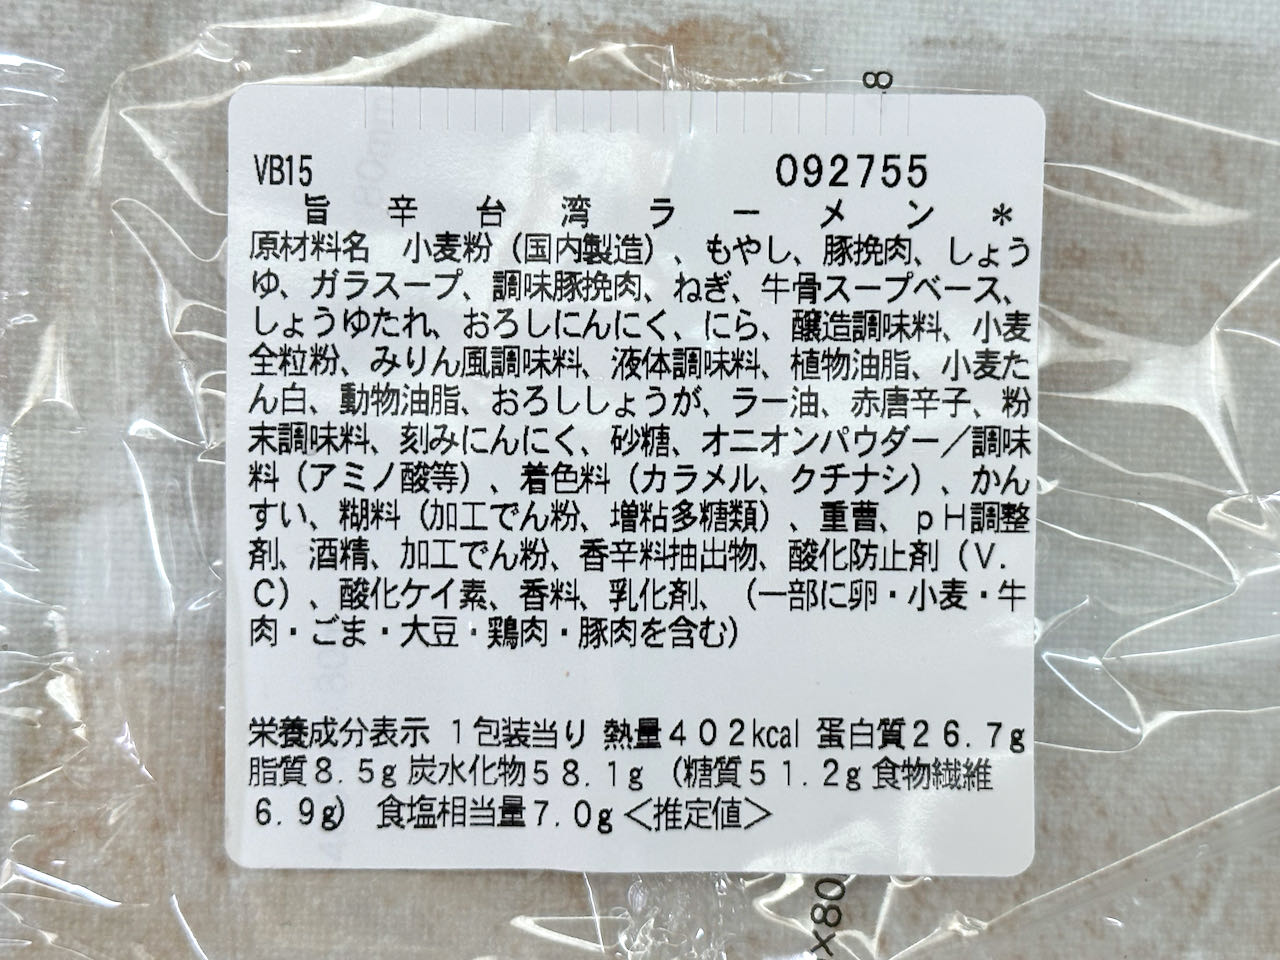 8
VB15 092755
旨辛台湾ラーメン＊
原材料名　小麦粉（国内製造）、もやし、豚挽肉、しょう
ゆ、ガラスープ、調味豚挽肉、ねぎ、牛骨スープベース、
しょうゆたれ、おろしにんにく、にら、醸造調味料、小麦
全粒粉、みりん風調味料、液体調味料、植物油脂、小麦た
ん白、動物油脂、おろししょうが、ラー油、赤唐辛子、粉
末調味料、刻みにんにく、砂糖、オニオンパウダー／調味
料（アミノ酸等）、着色料（カラメル、クチナシ）、かん
すい、糊料（加工でん粉、増粘多糖類）、重曹、ｐＨ調整
剤、酒精、加工でん粉、香辛料抽出物、酸化防止剤（Ｖ．
Ｃ）、酸化ケイ素、香料、乳化剤、（一部に卵・小麦・牛
肉・ごま・大豆・鶏肉・豚肉を含む）
栄養成分表示 １包装当り 熱量４０２kcal 蛋白質２６．７g
脂質８．５g 炭水化物５８．１g （糖質５１．２g 食物繊維
６．９g） 食塩相当量７．０g＜推定値＞
×80